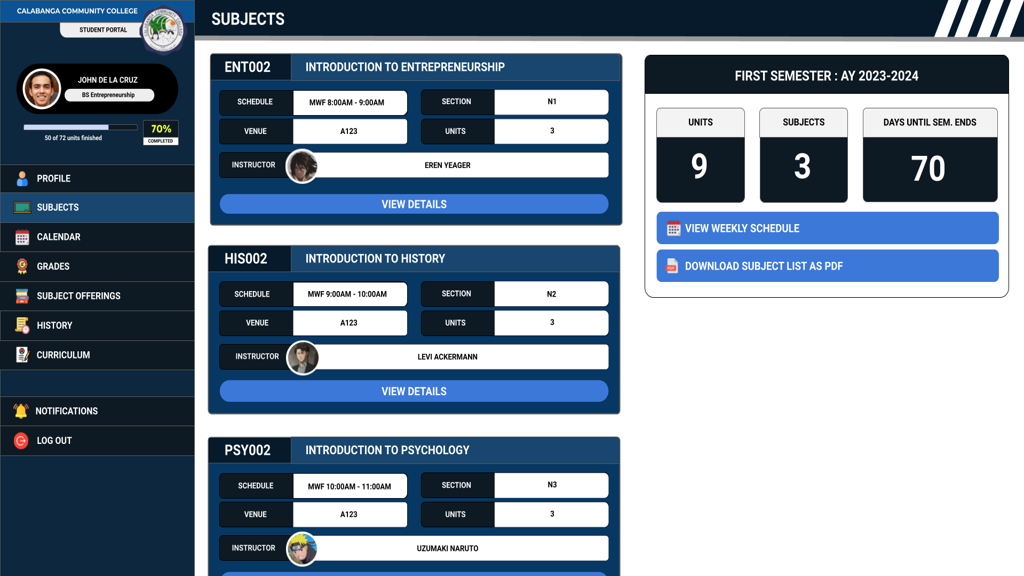 CALABANGA COMMUNITY COLLEGE
STUDENT PORTAL
JOHN DE LA CRUZ
BS Entrepreneurship
50 of 72 units finished
70%
COMPLETED
PROFILE
SUBJECTS
CALENDAR
GRADES
SUBJECT OFFERINGS
HISTORY
CURRICULUM
NOTIFICATIONS
LOG OUT
SUBJECTS
ENT002 INTRODUCTION TO ENTREPRENEURSHIP
SCHEDULE MWF 8:00AM - 9:00AM SECTION N1
VENUE A123 UNITS 3
INSTRUCTOR EREN YEAGER
VIEW DETAILS
HIS002 INTRODUCTION TO HISTORY
SCHEDULE MWF 9:00AM - 10:00AM SECTION N2
VENUE A123 UNITS 3
INSTRUCTOR LEVI ACKERMANN
VIEW DETAILS
PSY002 INTRODUCTION TO PSYCHOLOGY
SCHEDULE MWF 10:00AM - 11:00AM SECTION N3
VENUE A123 UNITS 3
INSTRUCTOR UZUMAKI NARUTO
FIRST SEMESTER : AY 2023-2024
UNITS SUBJECTS DAYS UNTIL SEM. ENDS
9 3 70
VIEW WEEKLY SCHEDULE
DOWNLOAD SUBJECT LIST AS PDF